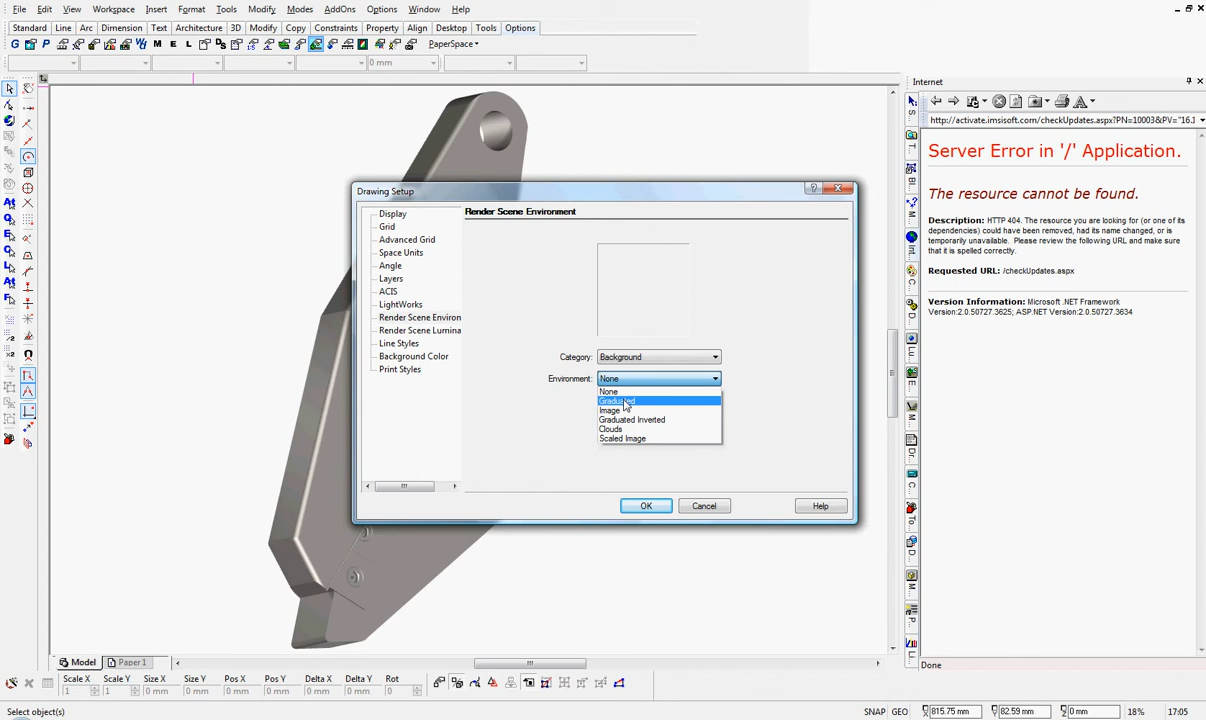 File Edit View Workspace Insert Format Tools Modify Modes AddOns Options Window Help
Standard Line Arc Dimension Text Architecture 3D Modify Copy Constraints Property Align Desktop Tools Options
PaperSpace
0 mm
Internet
http://activate.imsisoft.com/checkUpdates.aspx?PN=10003&PV="16.1
Server Error in '/' Application.
The resource cannot be found.
Description: HTTP 404. The resource you are looking for (or one of its
dependencies) could have been removed, had its name changed, or is
temporarily unavailable. Please review the following URL and make sure
that it is spelled correctly.
Requested URL: /checkUpdates.aspx
Version Information: Microsoft .NET Framework
Version:2.0.50727.3625; ASP.NET Version:2.0.50727.3634
Done
Drawing Setup
Display
Grid
Advanced Grid
Space Units
Angle
Layers
ACIS
LightWorks
Render Scene Environ
Render Scene Lumina
Line Styles
Background Color
Print Styles
Render Scene Environment
Category: Background
Environment: None
None
Graduated
Image
Graduated Inverted
Clouds
Scaled Image
OK Cancel Help
Model Paper 1
Scale X Scale Y Size X Size Y Pos X Pos Y Delta X Delta Y Rot
1 1 0 mm 0 mm 0 mm 0 mm 0 mm 0 mm 0
Select object(s)
SNAP GEO 815.75 mm 82.59 mm 0 mm 18% 17:05